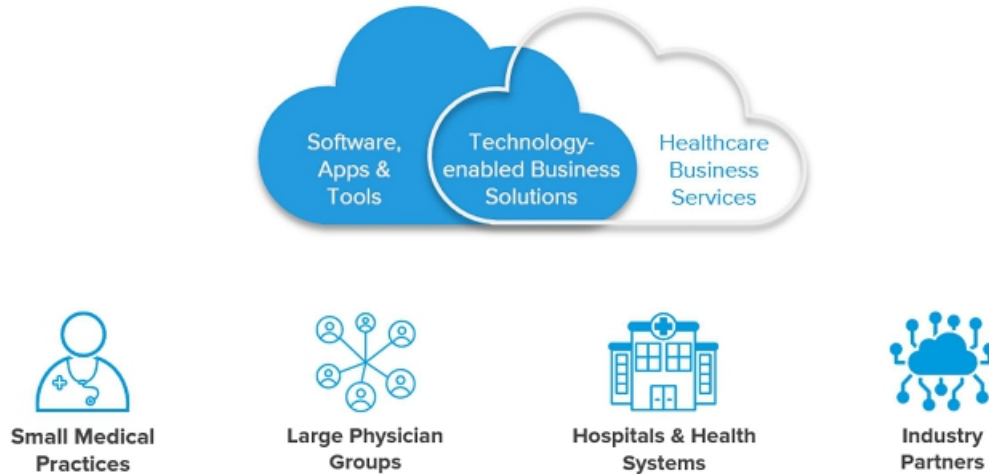 Software,
Apps &
Tools
Technology-
enabled Business
Solutions
Healthcare
Business
Services
Small Medical
Practices
Large Physician
Groups
Hospitals & Health
Systems
Industry
Partners